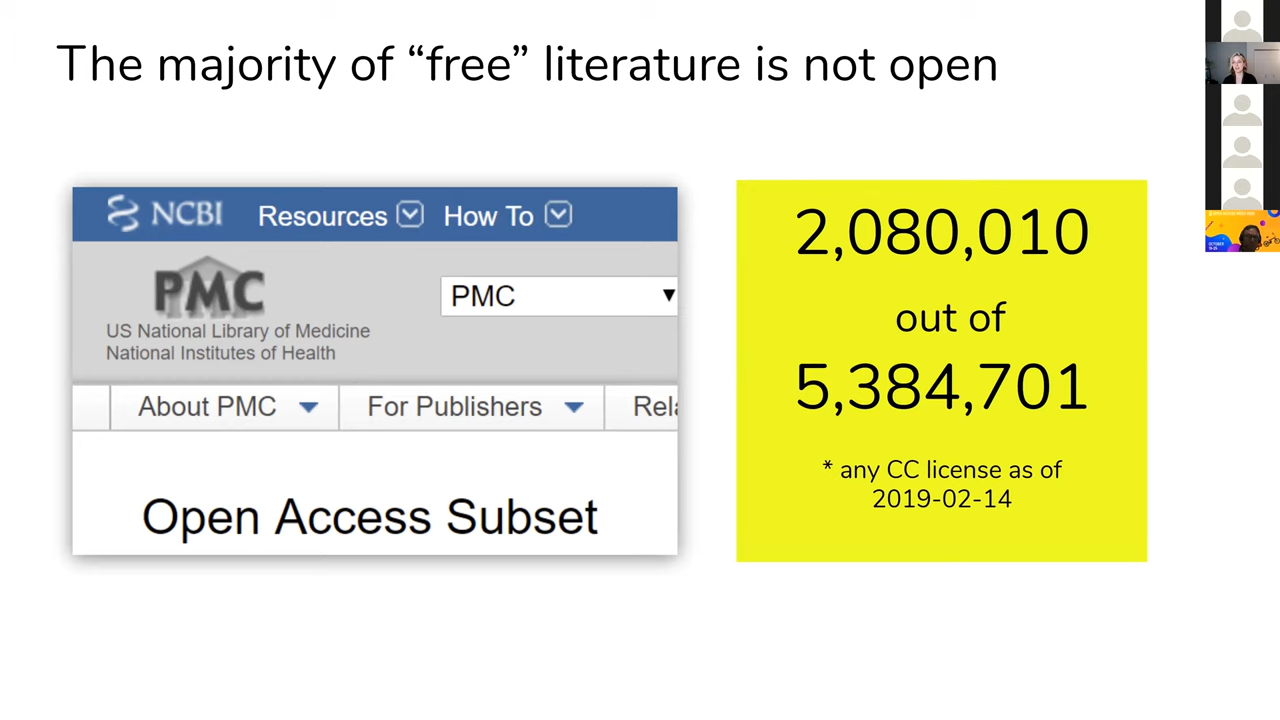 The majority of “free” literature is not open
NCBI Resources How To
PMC
PMC
US National Library of Medicine
National Institutes of Health
About PMC For Publishers Rela
Open Access Subset
2,080,010
out of
5,384,701
* any CC license as of
2019-02-14
OCTOBER